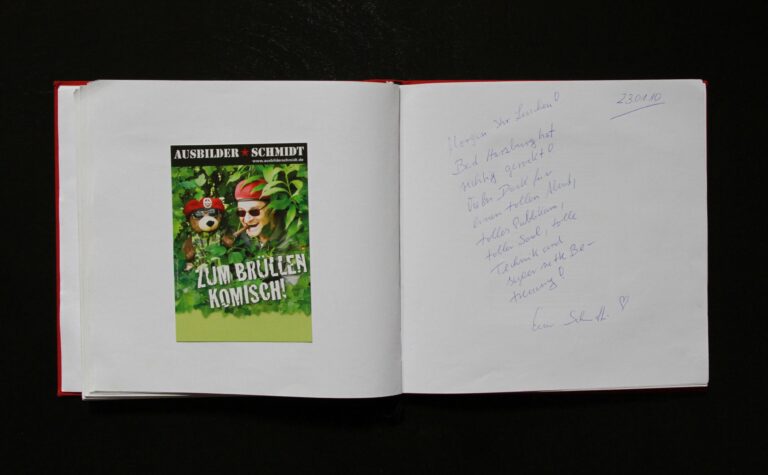 AUSBILDER ★ SCHMIDT
www.ausbilderschmidt.de
ZUM BRÜLLEN
KOMISCH!
23.01.10
Morgen Ihr Luschen!
Bad Harzburg hat
richtig gerockt!
Vielen Dank für
einen tollen Abend,
tolles Publikum,
toller Saal, tolle
Technik und
super nette Be-
treuung!